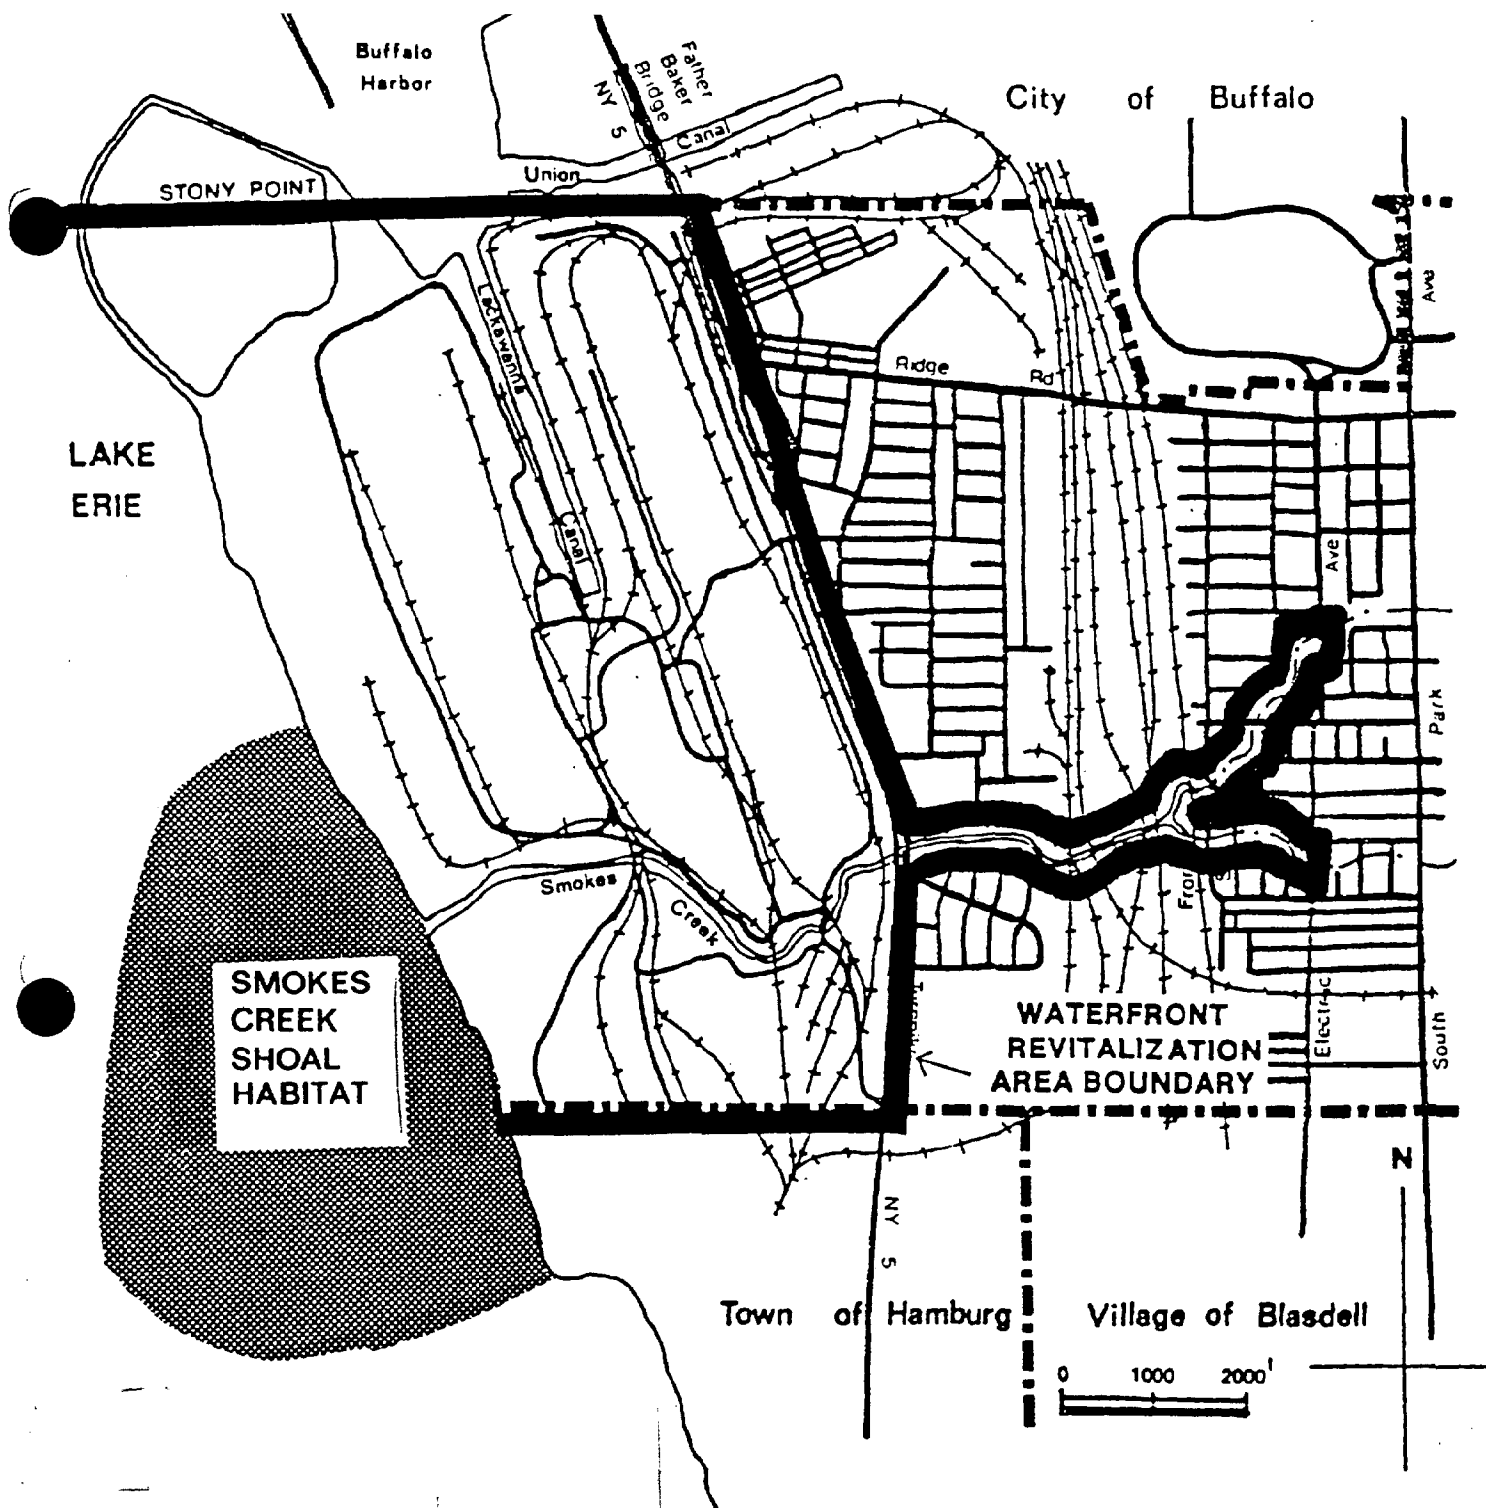 Buffalo
Harbor
Father
Baker
Bridge
NY 5
City of Buffalo
Canal
Union
STONY POINT
Ave
Lackawanna
Ridge Rd
LAKE
ERIE
Canal
Ave
Park
Smokes
Creek
SMOKES
CREEK
SHOAL
HABITAT
WATERFRONT
REVITALIZATION
AREA BOUNDARY
Electric
South
N
NY 5
Town of Hamburg
Village of Blasdell
0 1000 2000'